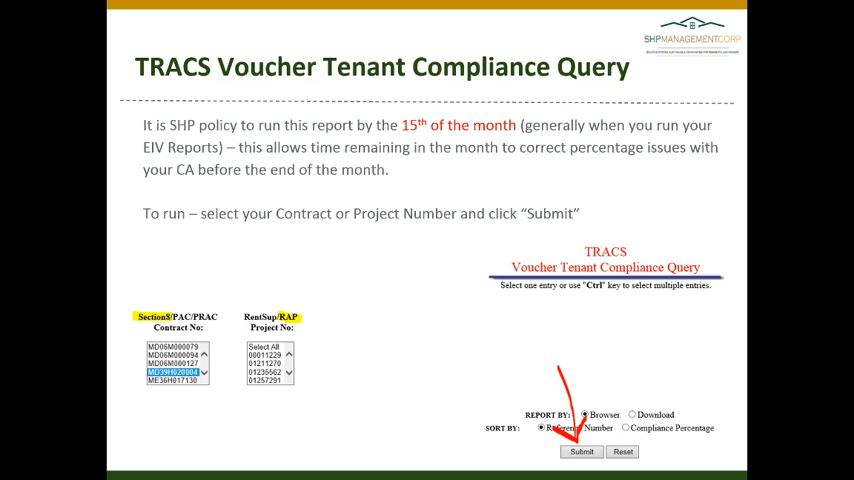 SHPMANAGEMENTCORP
TRACS Voucher Tenant Compliance Query
It is SHP policy to run this report by the 15th of the month (generally when you run your
EIV Reports) – this allows time remaining in the month to correct percentage issues with
your CA before the end of the month.
To run – select your Contract or Project Number and click “Submit”
TRACS
Voucher Tenant Compliance Query
Select one entry or use "Ctrl" key to select multiple entries.
Section8/PAC/PRAC RentSup/RAP
Contract No: Project No:
MD06M000079 Select All
MD06M000094 00011229
MD06M000127 01211270
MD39H020004 01235562
ME36H017130 01257291
REPORT BY: Browser Download
SORT BY: Reference Number Compliance Percentage
Submit Reset